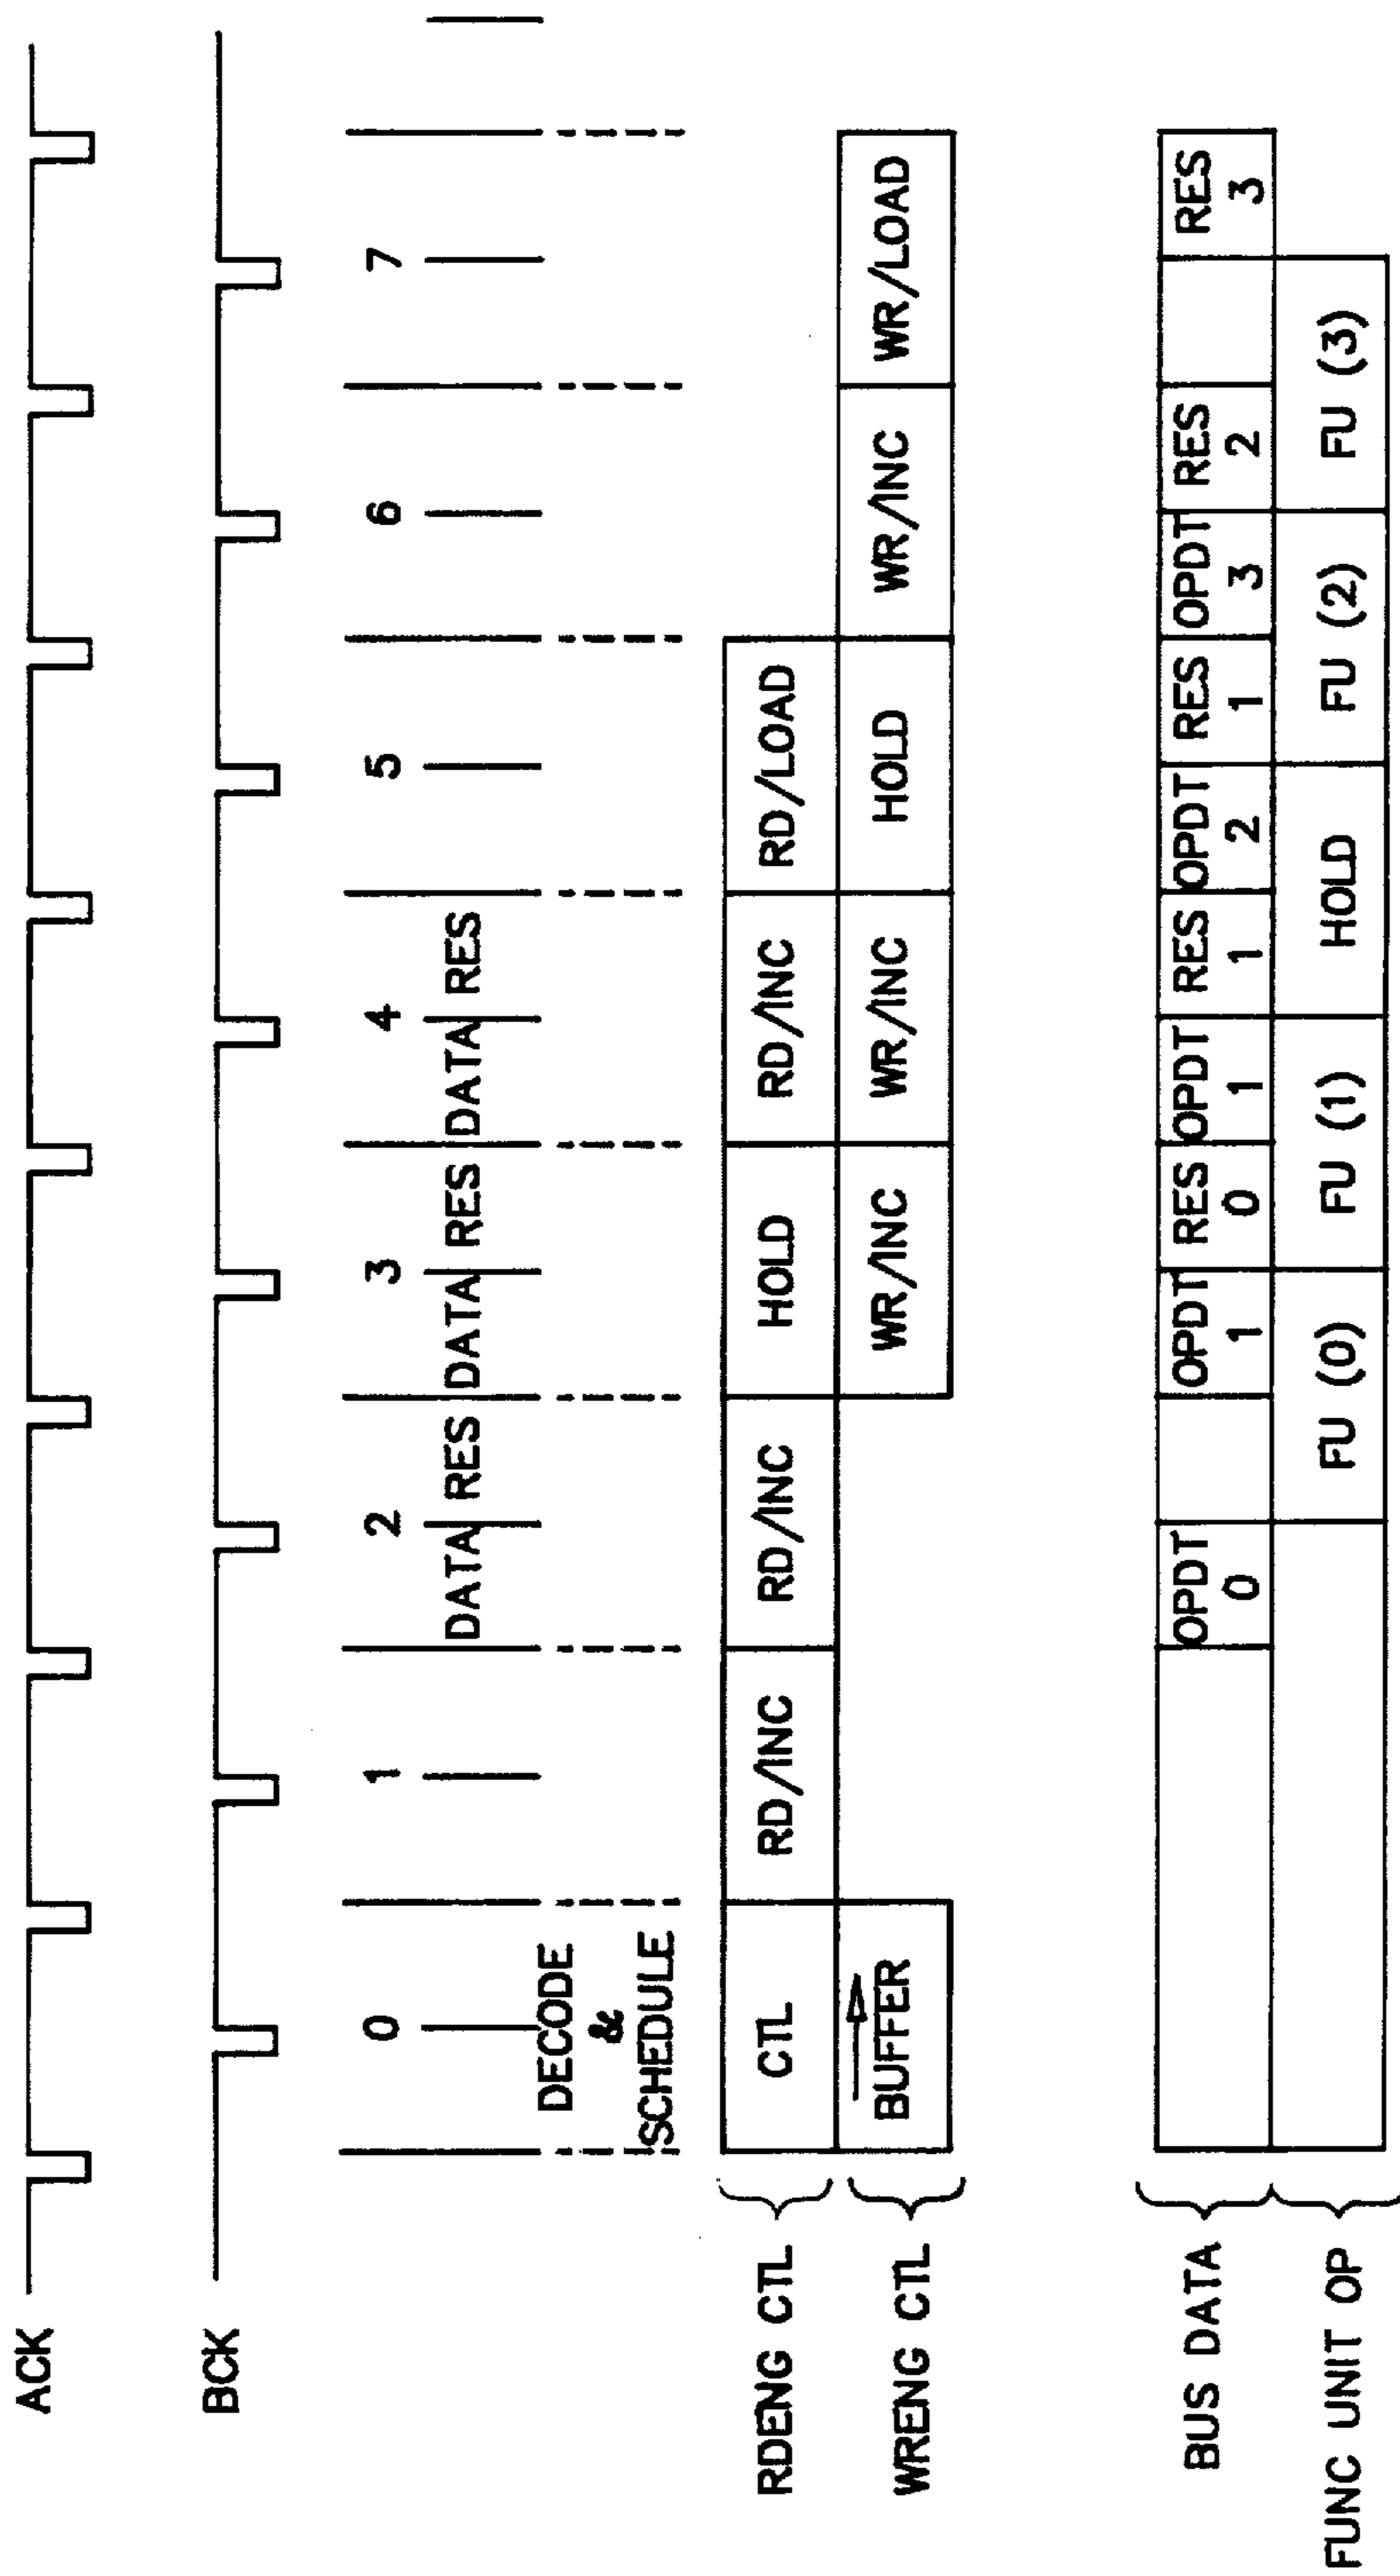 ACK
BCK
0 1 2 3 4 5 6 7
DATA RES DATA RES DATA RES
DECODE
&
SCHEDULE
RDENG CTL
CTL RD/INC RD/INC HOLD RD/INC RD/LOAD
WRENG CTL
BUFFER WR/INC WR/INC HOLD WR/INC WR/LOAD
BUS DATA
OPDT OPDT RES OPDT RES OPDT RES OPDT RES RES
0 1 0 1 1 2 1 3 2 3
FUNC UNIT OP
FU (0) FU (1) HOLD FU (2) FU (3)